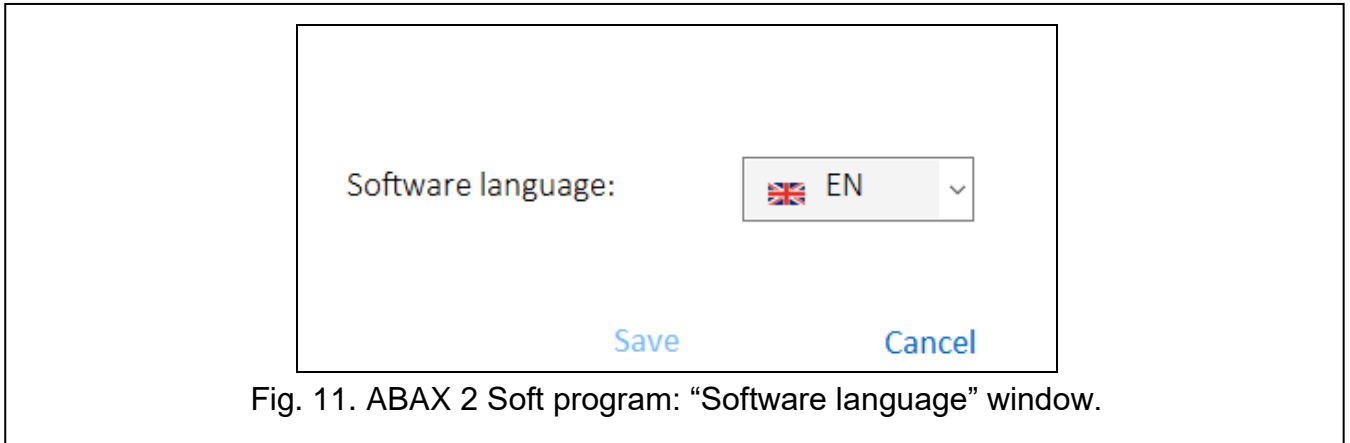 Software language:
EN
Save
Cancel
Fig. 11. ABAX 2 Soft program: “Software language” window.